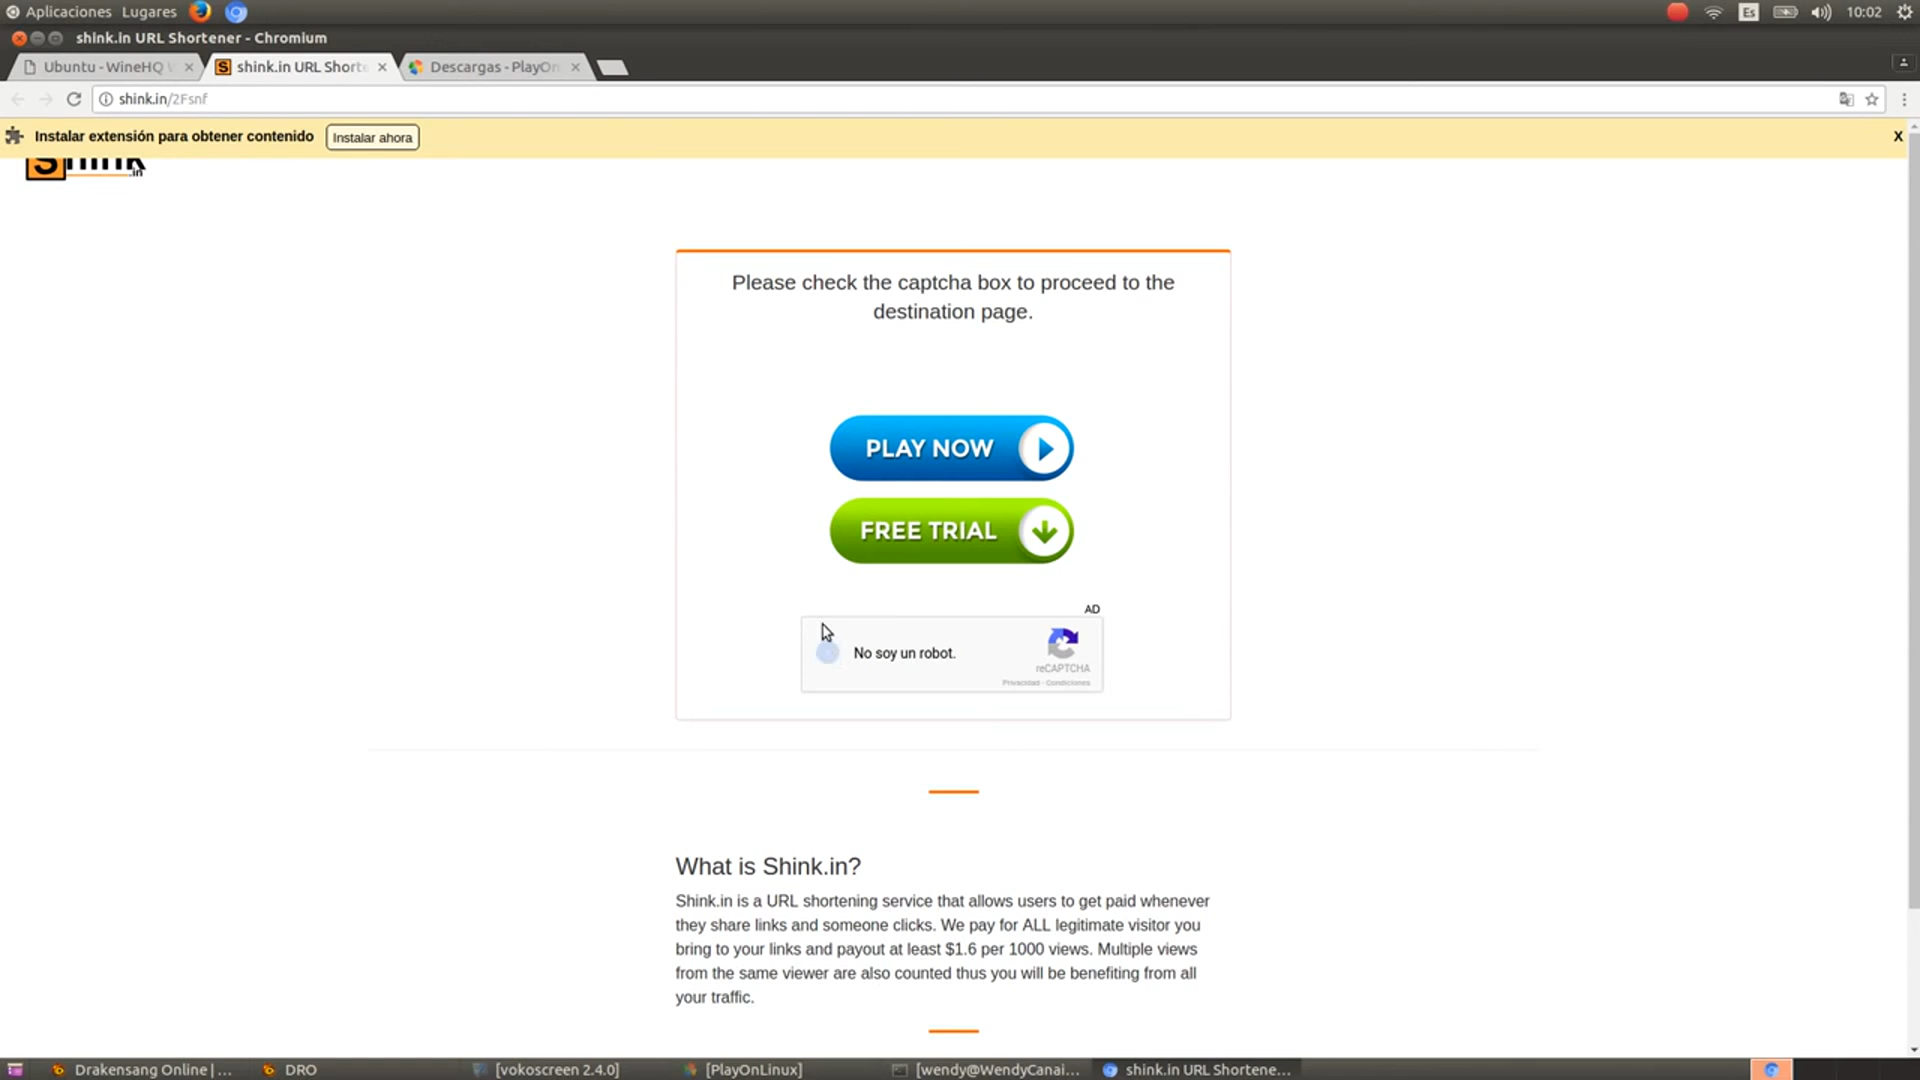 Aplicaciones Lugares Es 10:02
shink.in URL Shortener - Chromium
Ubuntu - WineHQ shink.in URL Shorte Descargas - PlayOn
shink.in/2Fsnf
Instalar extensión para obtener contenido Instalar ahora X
Shink
.in
Please check the captcha box to proceed to the
destination page.
PLAY NOW
FREE TRIAL
AD
No soy un robot.
reCAPTCHA
Privacidad - Condiciones
What is Shink.in?
Shink.in is a URL shortening service that allows users to get paid whenever
they share links and someone clicks. We pay for ALL legitimate visitor you
bring to your links and payout at least $1.6 per 1000 views. Multiple views
from the same viewer are also counted thus you will be benefiting from all
your traffic.
Drakensang Online | ... DRO [vokoscreen 2.4.0] [PlayOnLinux] [wendy@WendyCanai... shink.in URL Shortene...